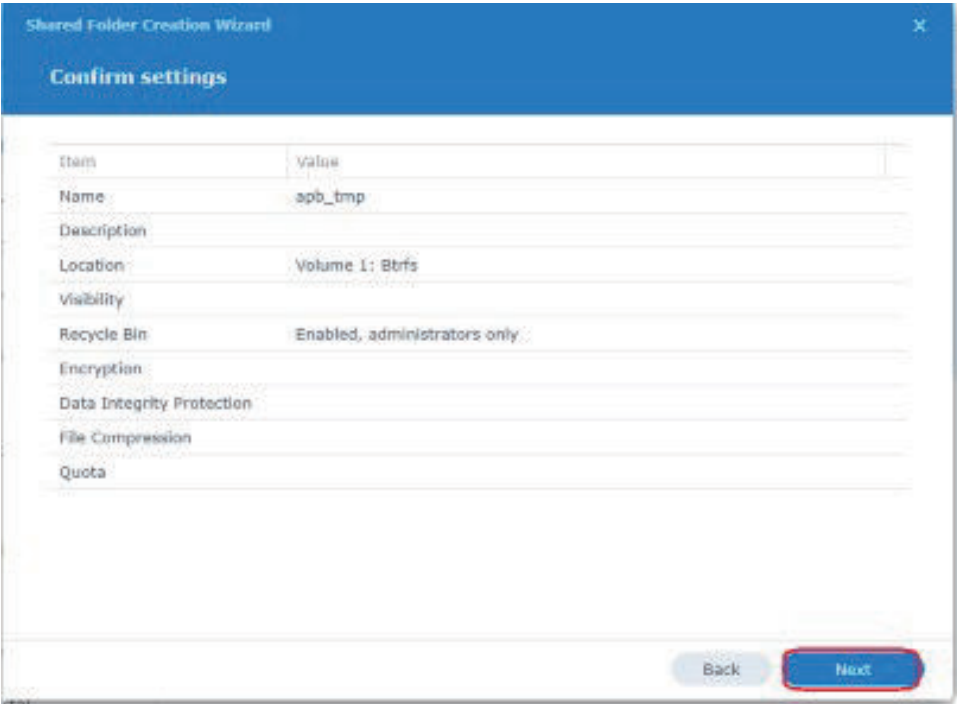 Shared Folder Creation Wizard
Confirm settings
Item Value
Name apb_tmp
Description
Location Volume 1: Btrfs
Visibility
Recycle Bin Enabled, administrators only
Encryption
Data Integrity Protection
File Compression
Quota
Back Next